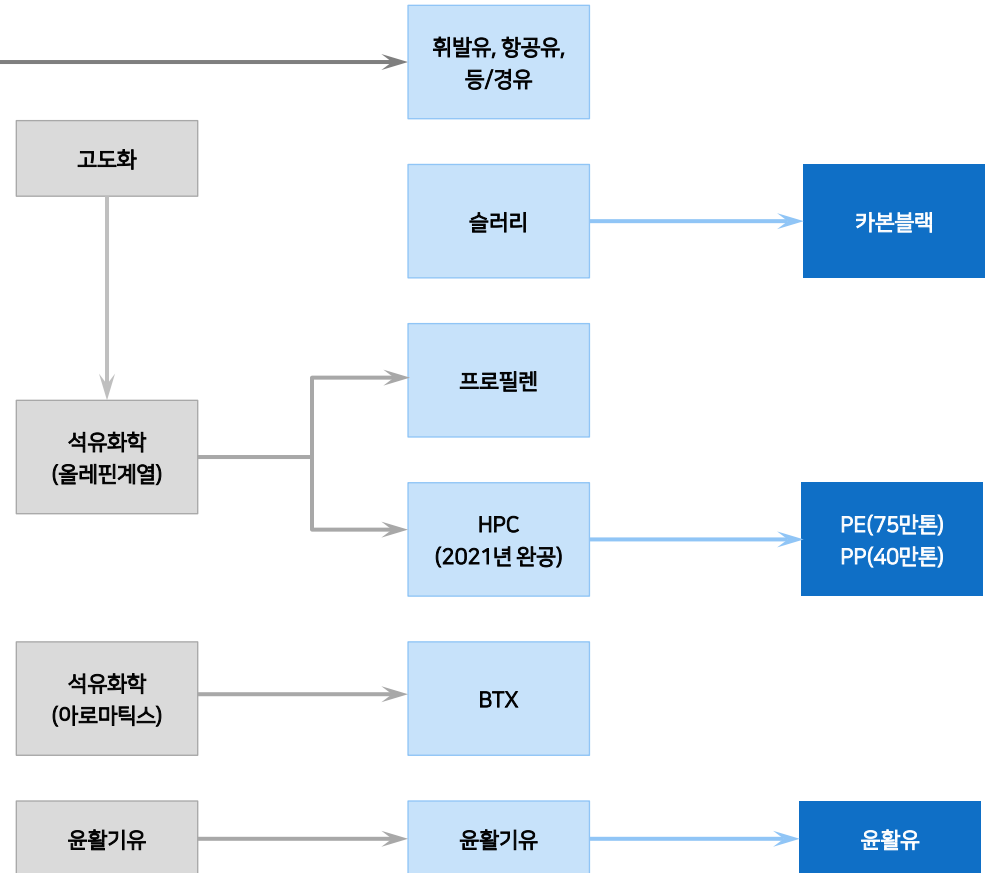 휘발유, 항공유,
등/경유
고도화
슬러리
카본블랙
프로필렌
석유화학
(올레핀계열)
HPC
(2021년 완공)
PE(75만톤)
PP(40만톤)
석유화학
(아로마틱스)
BTX
윤활기유
윤활기유
윤활유